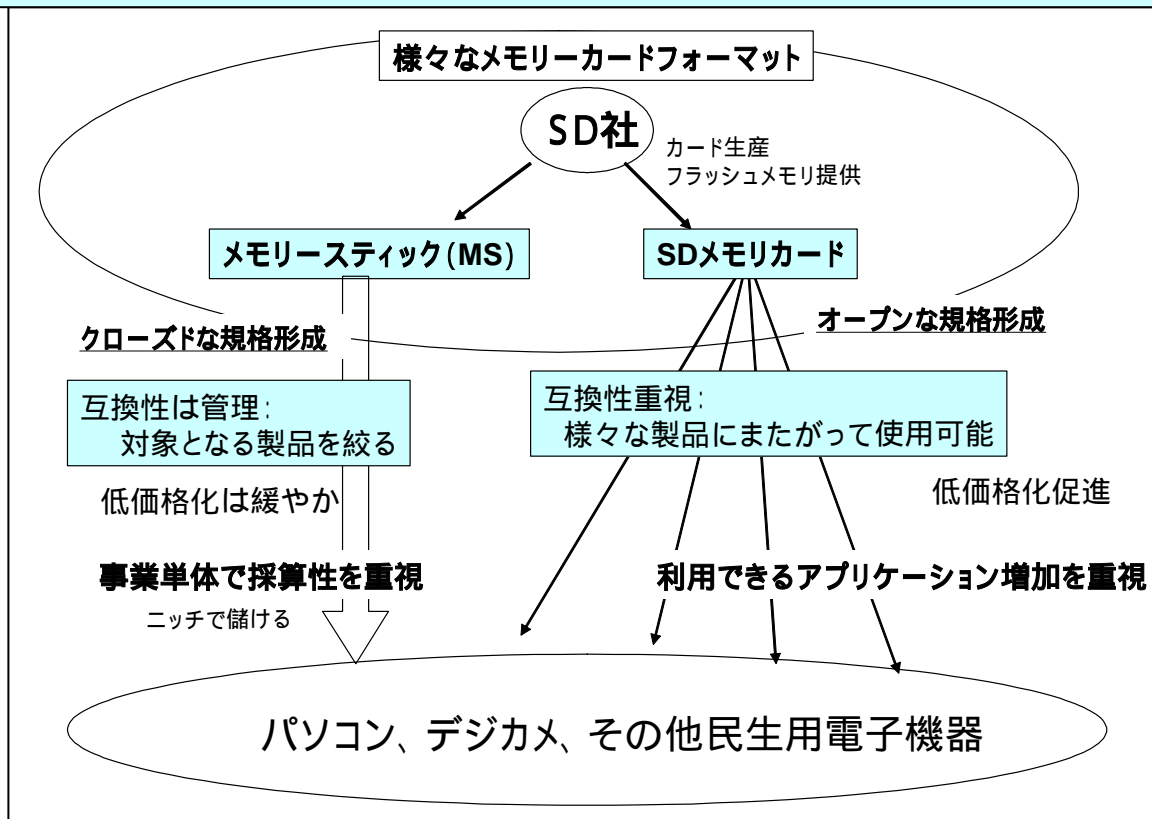 様々なメモリーカードフォーマット
SD社
カード生産
フラッシュメモリ提供
メモリースティック(MS)
SDメモリカード
クローズドな規格形成
オープンな規格形成
互換性は管理:
対象となる製品を絞る
互換性重視:
様々な製品にまたがって使用可能
低価格化は緩やか
低価格化促進
事業単体で採算性を重視
ニッチで儲ける
利用できるアプリケーション増加を重視
パソコン、デジカメ、その他民生用電子機器